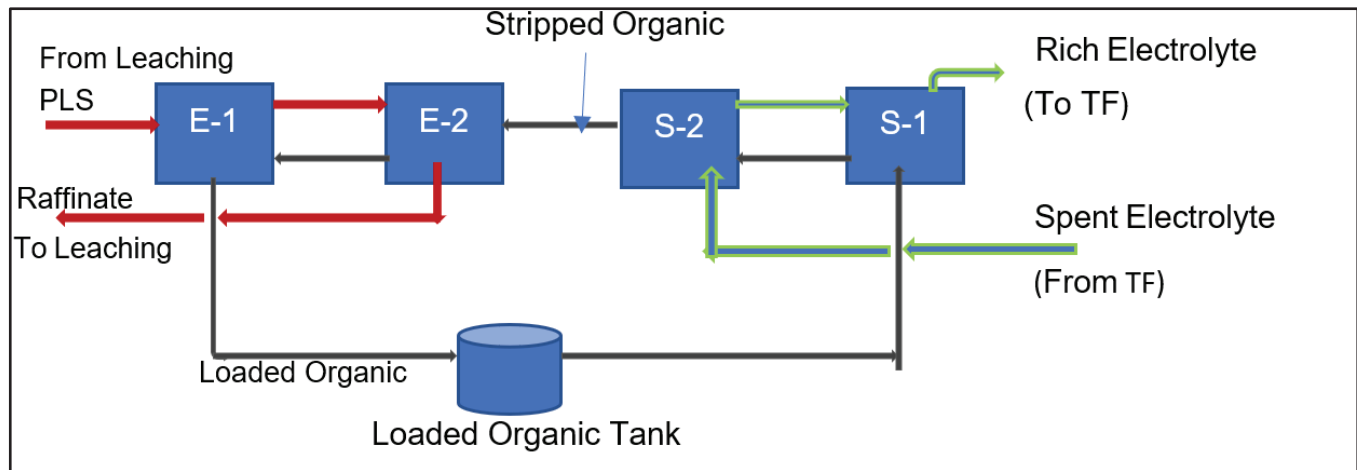 Stripped Organic
From Leaching
PLS
E-1
E-2
S-2
S-1
Rich Electrolyte
(To TF)
Raffinate
To Leaching
Spent Electrolyte
(From TF)
Loaded Organic
Loaded Organic Tank